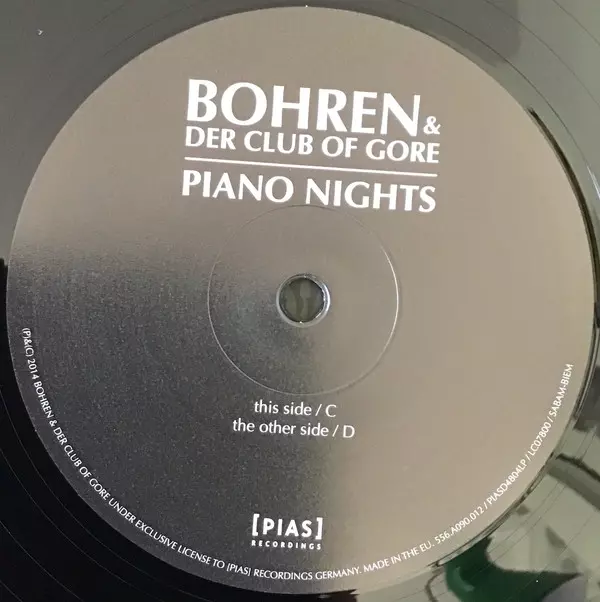 BOHREN &
DER CLUB OF GORE
PIANO NIGHTS
this side / C
the other side / D
[PIAS]
RECORDINGS
(P)&(C) 2014 BOHREN & DER CLUB OF GORE UNDER EXCLUSIVE LICENSE TO [PIAS] RECORDINGS GERMANY. MADE IN THE EU. 556.A090.012 / PIASD4804LP / LC07800 / SABAM-BIEM